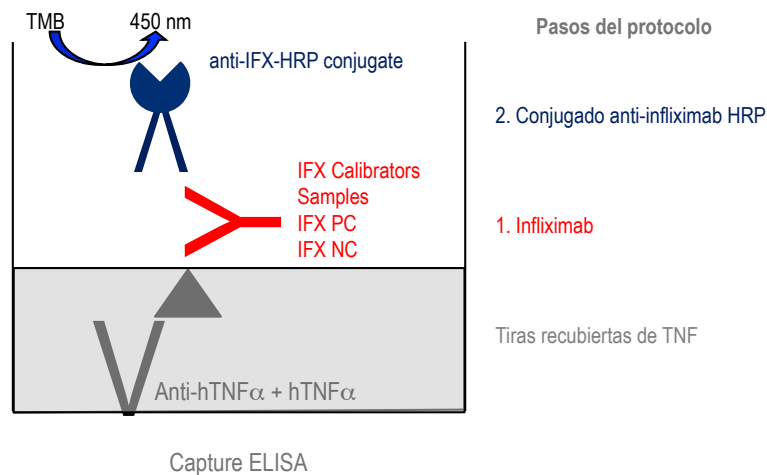 TMB 450 nm
Pasos del protocolo
anti-IFX-HRP conjugate
2. Conjugado anti-infliximab HRP
IFX Calibrators
Samples
IFX PC
IFX NC
1. Infliximab
Tiras recubiertas de TNF
Anti-hTNFα + hTNFα
Capture ELISA